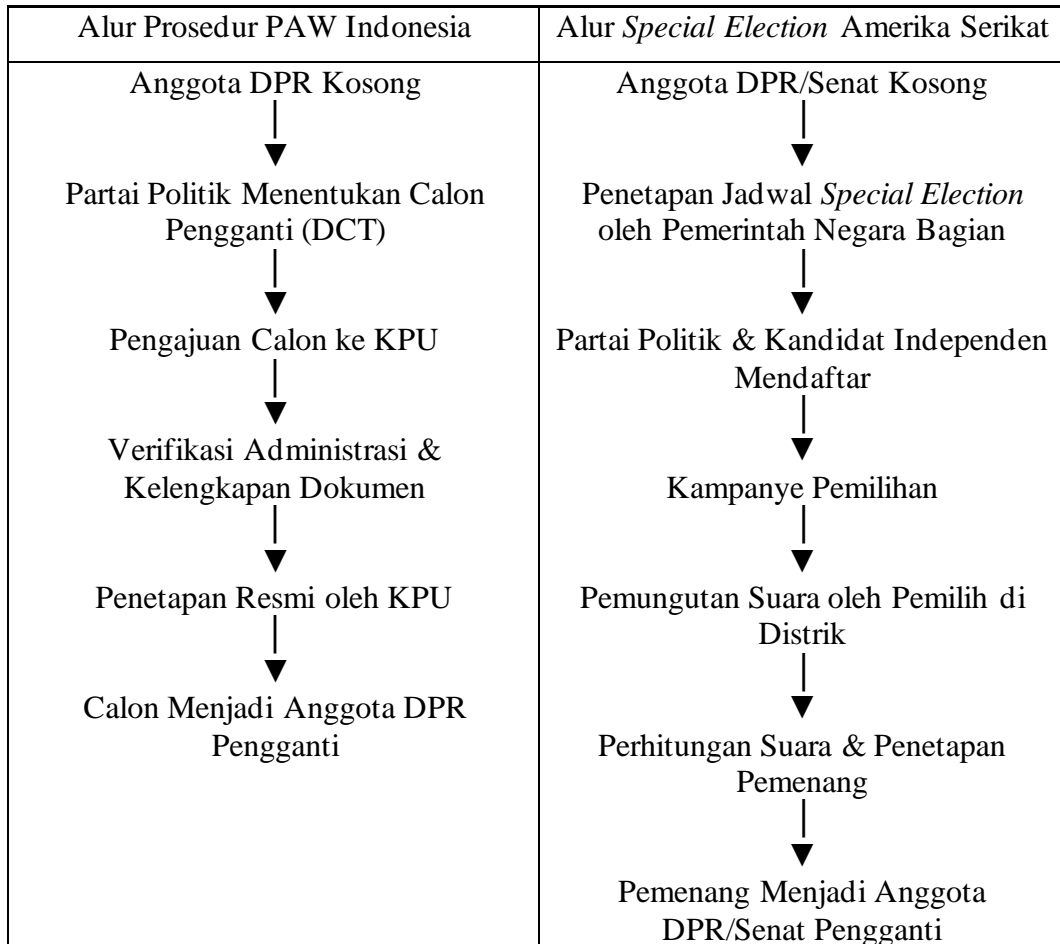 Alur Prosedur PAW Indonesia
Anggota DPR Kosong
Partai Politik Menentukan Calon
Pengganti (DCT)
Pengajuan Calon ke KPU
Verifikasi Administrasi &
Kelengkapan Dokumen
Penetapan Resmi oleh KPU
Calon Menjadi Anggota DPR
Pengganti
Alur Special Election Amerika Serikat
Anggota DPR/Senat Kosong
Penetapan Jadwal Special Election
oleh Pemerintah Negara Bagian
Partai Politik & Kandidat Independen
Mendaftar
Kampanye Pemilihan
Pemungutan Suara oleh Pemilih di
Distrik
Perhitungan Suara & Penetapan
Pemenang
Pemenang Menjadi Anggota
DPR/Senat Pengganti